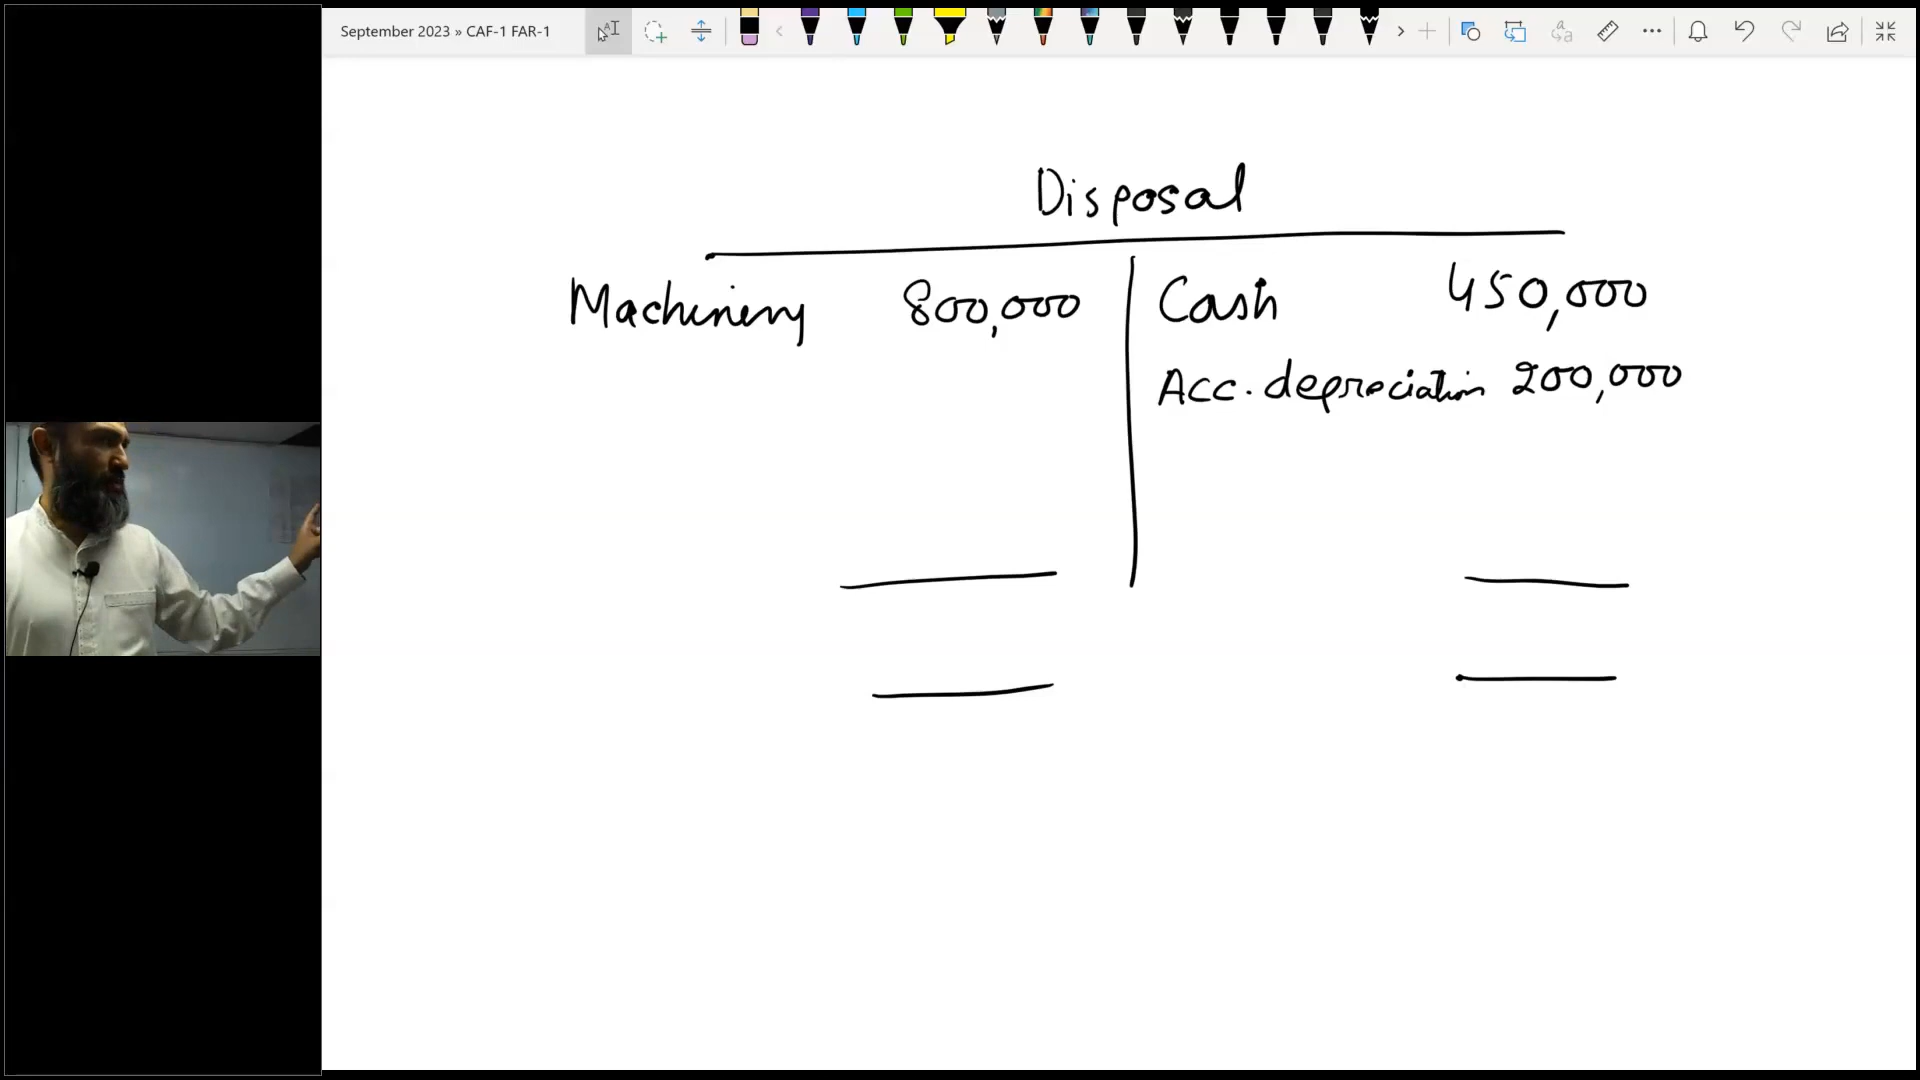 September 2023 » CAF-1 FAR-1
Disposal
Machinery 800,000 Cash 450,000
Acc. depreciation 200,000